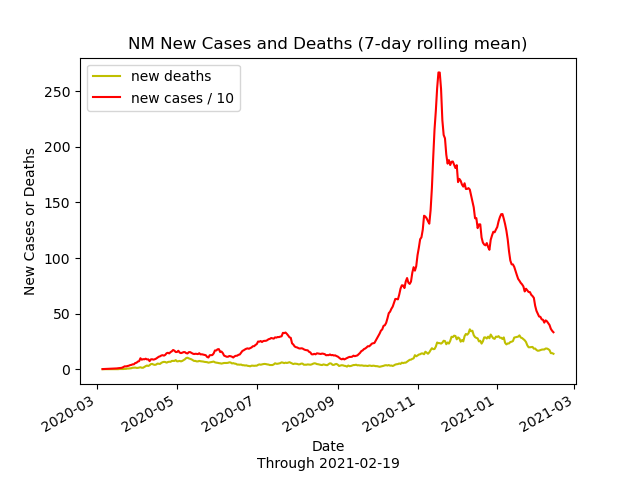 NM New Cases and Deaths (7-day rolling mean)
new deaths
new cases / 10
New Cases or Deaths
250
200
150
100
50
0
2020-03
2020-05
2020-07
2020-09
2020-11
2021-01
2021-03
Date
Through 2021-02-19